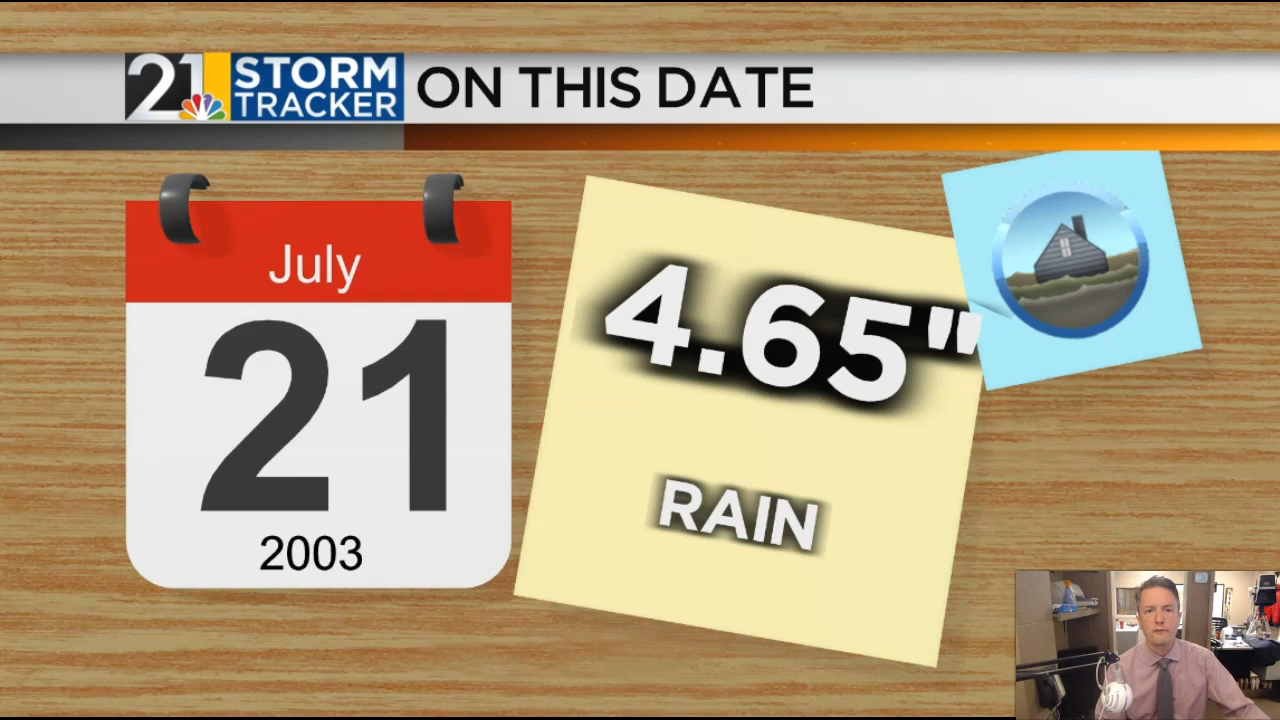 21 STORM
TRACKER
ON THIS DATE
July
21
2003
4.65"
RAIN